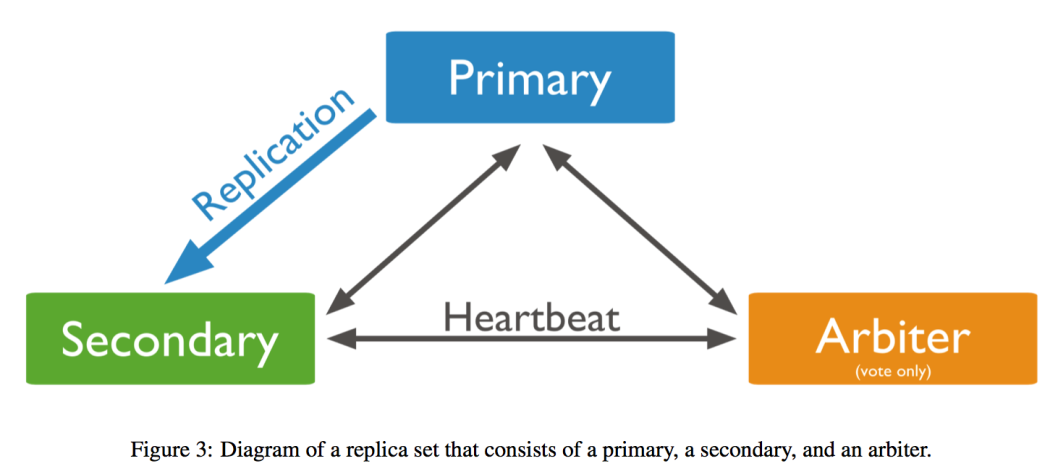 Primary
Replication
Heartbeat
Secondary
Arbiter
(vote only)
Figure 3: Diagram of a replica set that consists of a primary, a secondary, and an arbiter.